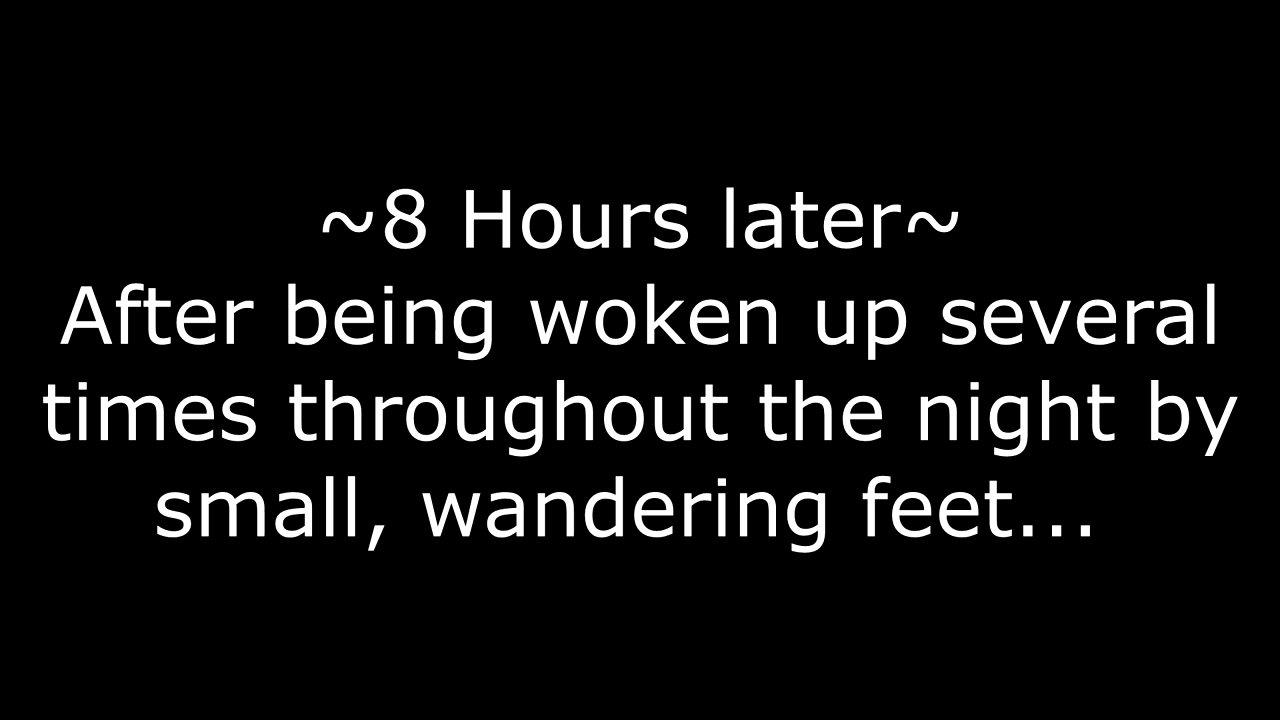 ~8 Hours later~
After being woken up several
times throughout the night by
small, wandering feet...